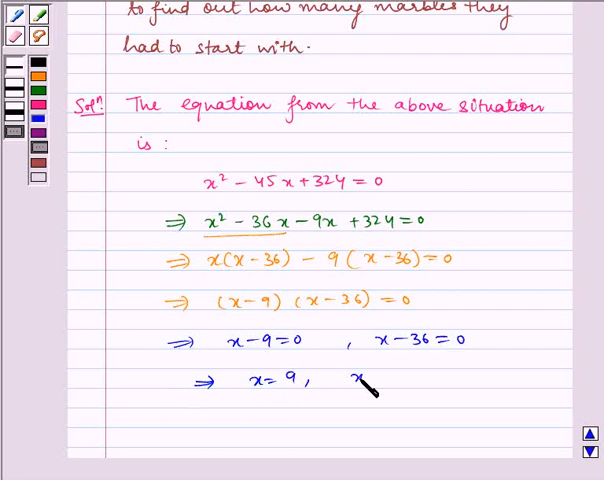 to find out how many marbles they
had to start with.
Solⁿ. The equation from the above situation
is :
x² - 45x + 324 = 0
⇒ x² - 36x - 9x + 324 = 0
⇒ x(x - 36) - 9(x - 36) = 0
⇒ (x - 9) (x - 36) = 0
⇒ x - 9 = 0 , x - 36 = 0
⇒ x = 9 , x